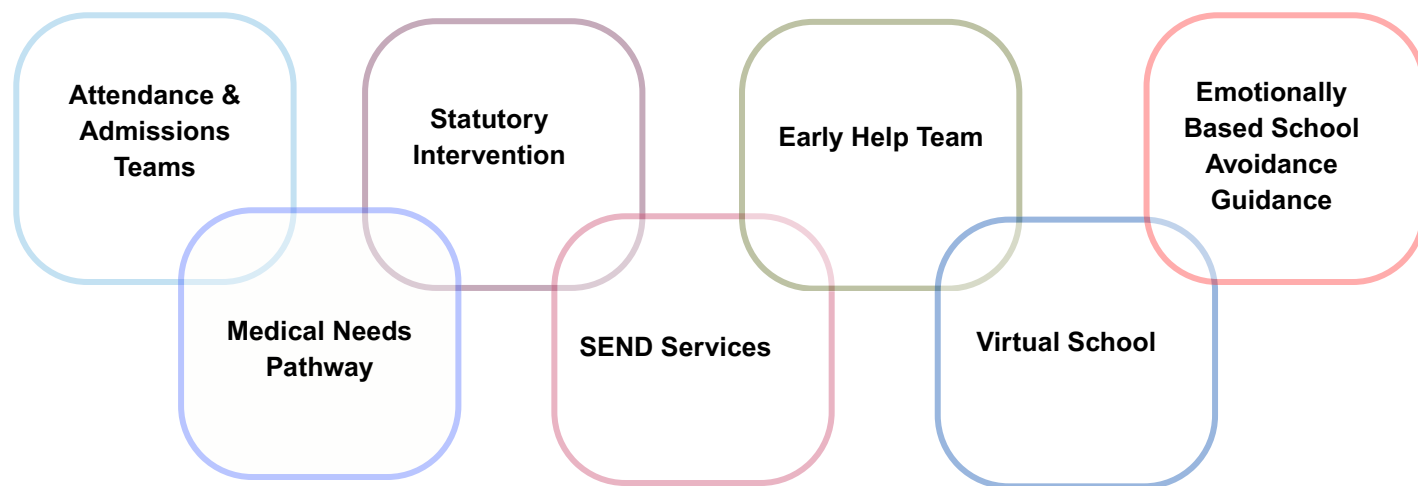 Attendance &
Admissions
Teams
Statutory
Intervention
Early Help Team
Emotionally
Based School
Avoidance
Guidance
Medical Needs
Pathway
SEND Services
Virtual School